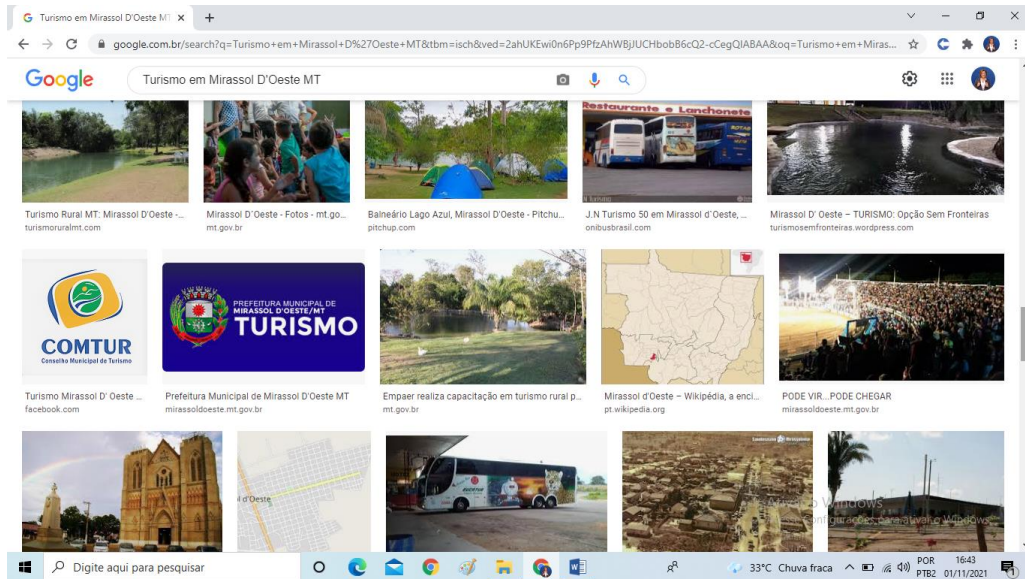 Turismo em Mirassol D'Oeste MT
google.com.br/search?q=Turismo+em+Mirassol+D%27Oeste+MT&tbm=isch&ved=2ahUKEwi0n6Pp9PfzAhWBjJUCHbobB6cQ2-cCegQIABAA&oq=Turismo+em+Miras...
Google
Turismo em Mirassol D'Oeste MT
Restaurante e Lanchonete
Turismo Rural MT: Mirassol D'Oeste -...
turismoruralmt.com
Mirassol D´Oeste - Fotos - mt.go...
mt.gov.br
Balneário Lago Azul, Mirassol D'Oeste - Pitchu...
pitchup.com
J.N Turismo 50 em Mirassol d´Oeste, ...
onibusbrasil.com
Mirassol D' Oeste – TURISMO: Opção Sem Fronteiras
turismosemfronteiras.wordpress.com
COMTUR
Conselho Municipal de Turismo
PREFEITURA MUNICIPAL DE
MIRASSOL D'OESTE/MT
TURISMO
Turismo Mirassol D' Oeste ...
facebook.com
Prefeitura Municipal de Mirassol D'Oeste MT
mirassoldoeste.mt.gov.br
Empaer realiza capacitação em turismo rural p...
mt.gov.br
Mirassol d'Oeste – Wikipédia, a enci...
pt.wikipedia.org
PODE VIR...PODE CHEGAR
mirassoldoeste.mt.gov.br
l d'Oeste
Windows
configurações para ativar o Windows.
Digite aqui para pesquisar
33°C Chuva fraca
POR
PTB2
16:43
01/11/2021